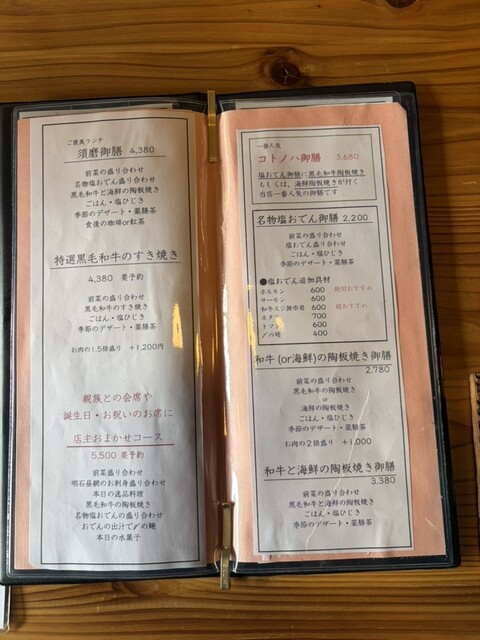 ご褒美ランチ
須磨御膳 4,380
前菜の盛り合わせ
名物塩おでん盛り合わせ
黒毛和牛と海鮮の陶板焼き
ごはん・塩ひじき
季節のデザート・薬膳茶
食後の珈琲or紅茶
特選黒毛和牛のすき焼き
4,380 要予約
前菜の盛り合わせ
黒毛和牛のすき焼き
ごはん・塩ひじき
季節のデザート・薬膳茶
お肉の1.5倍盛り +1,200円
親族との会席や
誕生日・お祝いのお席に
店主おまかせコース
5,500 要予約
前菜盛り合わせ
明石昼網のお刺身盛り合わせ
本日の逸品料理
黒毛和牛の陶板焼き
名物塩おでんの盛り合わせ
おでんの出汁で〆の麺
本日の水菓子
一番人気
コトノハ御膳 3,680
塩おでん御膳に黒毛和牛陶板焼き
もしくは、海鮮陶板焼きが付く
当店一番人気の御膳です
名物塩おでん御膳 2,200
前菜の盛り合わせ
塩おでん盛り合わせ
ごはん・塩ひじき
季節のデザート・薬膳茶
●塩おでん追加具材
ホルモン 600 絶対おすすめ
サーモン 600
和牛スジ餅巾着 600 超おすすめ
ホタテ 700
トマト 600
〆の麺 400
和牛(or海鮮)の陶板焼き御膳
2,780
前菜の盛り合わせ
黒毛和牛の陶板焼き
or
海鮮の陶板焼き
ごはん・塩ひじき
季節のデザート・薬膳茶
お肉の2倍盛り +1,000
和牛と海鮮の陶板焼き御膳
3,380
前菜の盛り合わせ
黒毛和牛と海鮮の陶板焼き
ごはん・塩ひじき
季節のデザート・薬膳茶